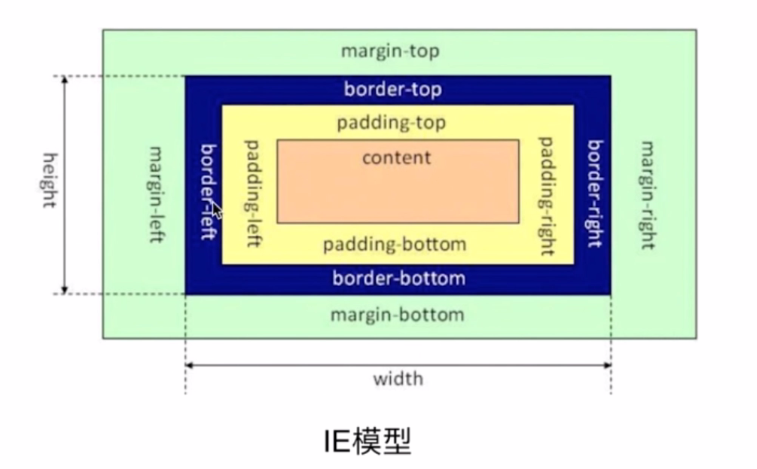 margin-top
border-top
padding-top
content
height
margin-left
border-left
padding-left
padding-right
border-right
margin-right
padding-bottom
border-bottom
margin-bottom
width
IE模型